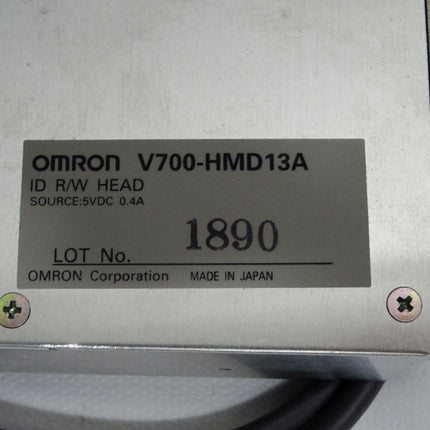 OMRON V700-HMD13A
ID R/W HEAD
SOURCE:5VDC 0.4A
LOT No. 1890
OMRON Corporation MADE IN JAPAN